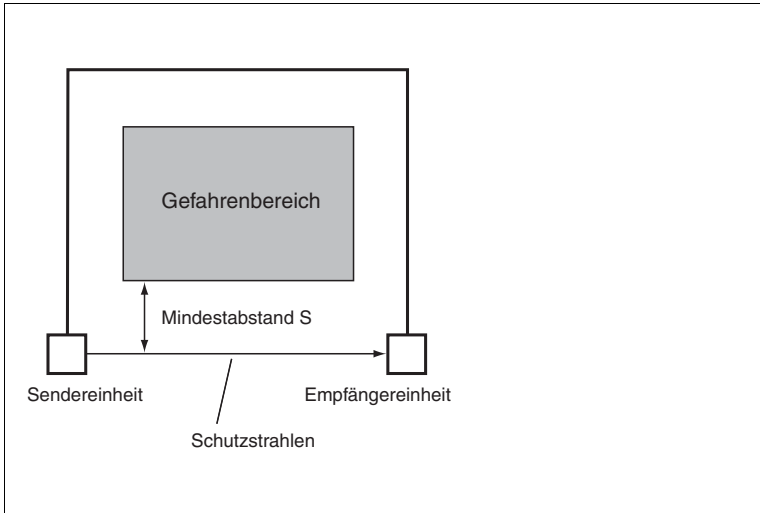 Gefahrenbereich
Mindestabstand S
Sendereinheit
Empfängereinheit
Schutzstrahlen